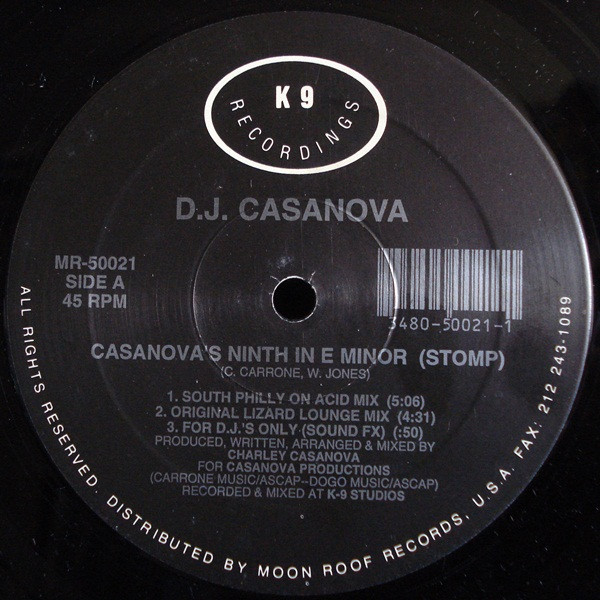 K 9
RECORDINGS
D.J. CASANOVA
MR-50021
SIDE A
45 RPM
3480-50021-1
CASANOVA'S NINTH IN E MINOR (STOMP)
(C. CARRONE, W. JONES)
1. SOUTH PHILLY ON ACID MIX (5:06)
2. ORIGINAL LIZARD LOUNGE MIX (4:31)
3. FOR D.J.'S ONLY (SOUND FX) (:50)
PRODUCED, WRITTEN, ARRANGED & MIXED BY
CHARLEY CASANOVA
FOR CASANOVA PRODUCTIONS
(CARRONE MUSIC/ASCAP--DOGO MUSIC/ASCAP)
RECORDED & MIXED AT K-9 STUDIOS
ALL RIGHTS RESERVED. DISTRIBUTED BY MOON ROOF RECORDS, U.S.A. FAX: 212 243-1089